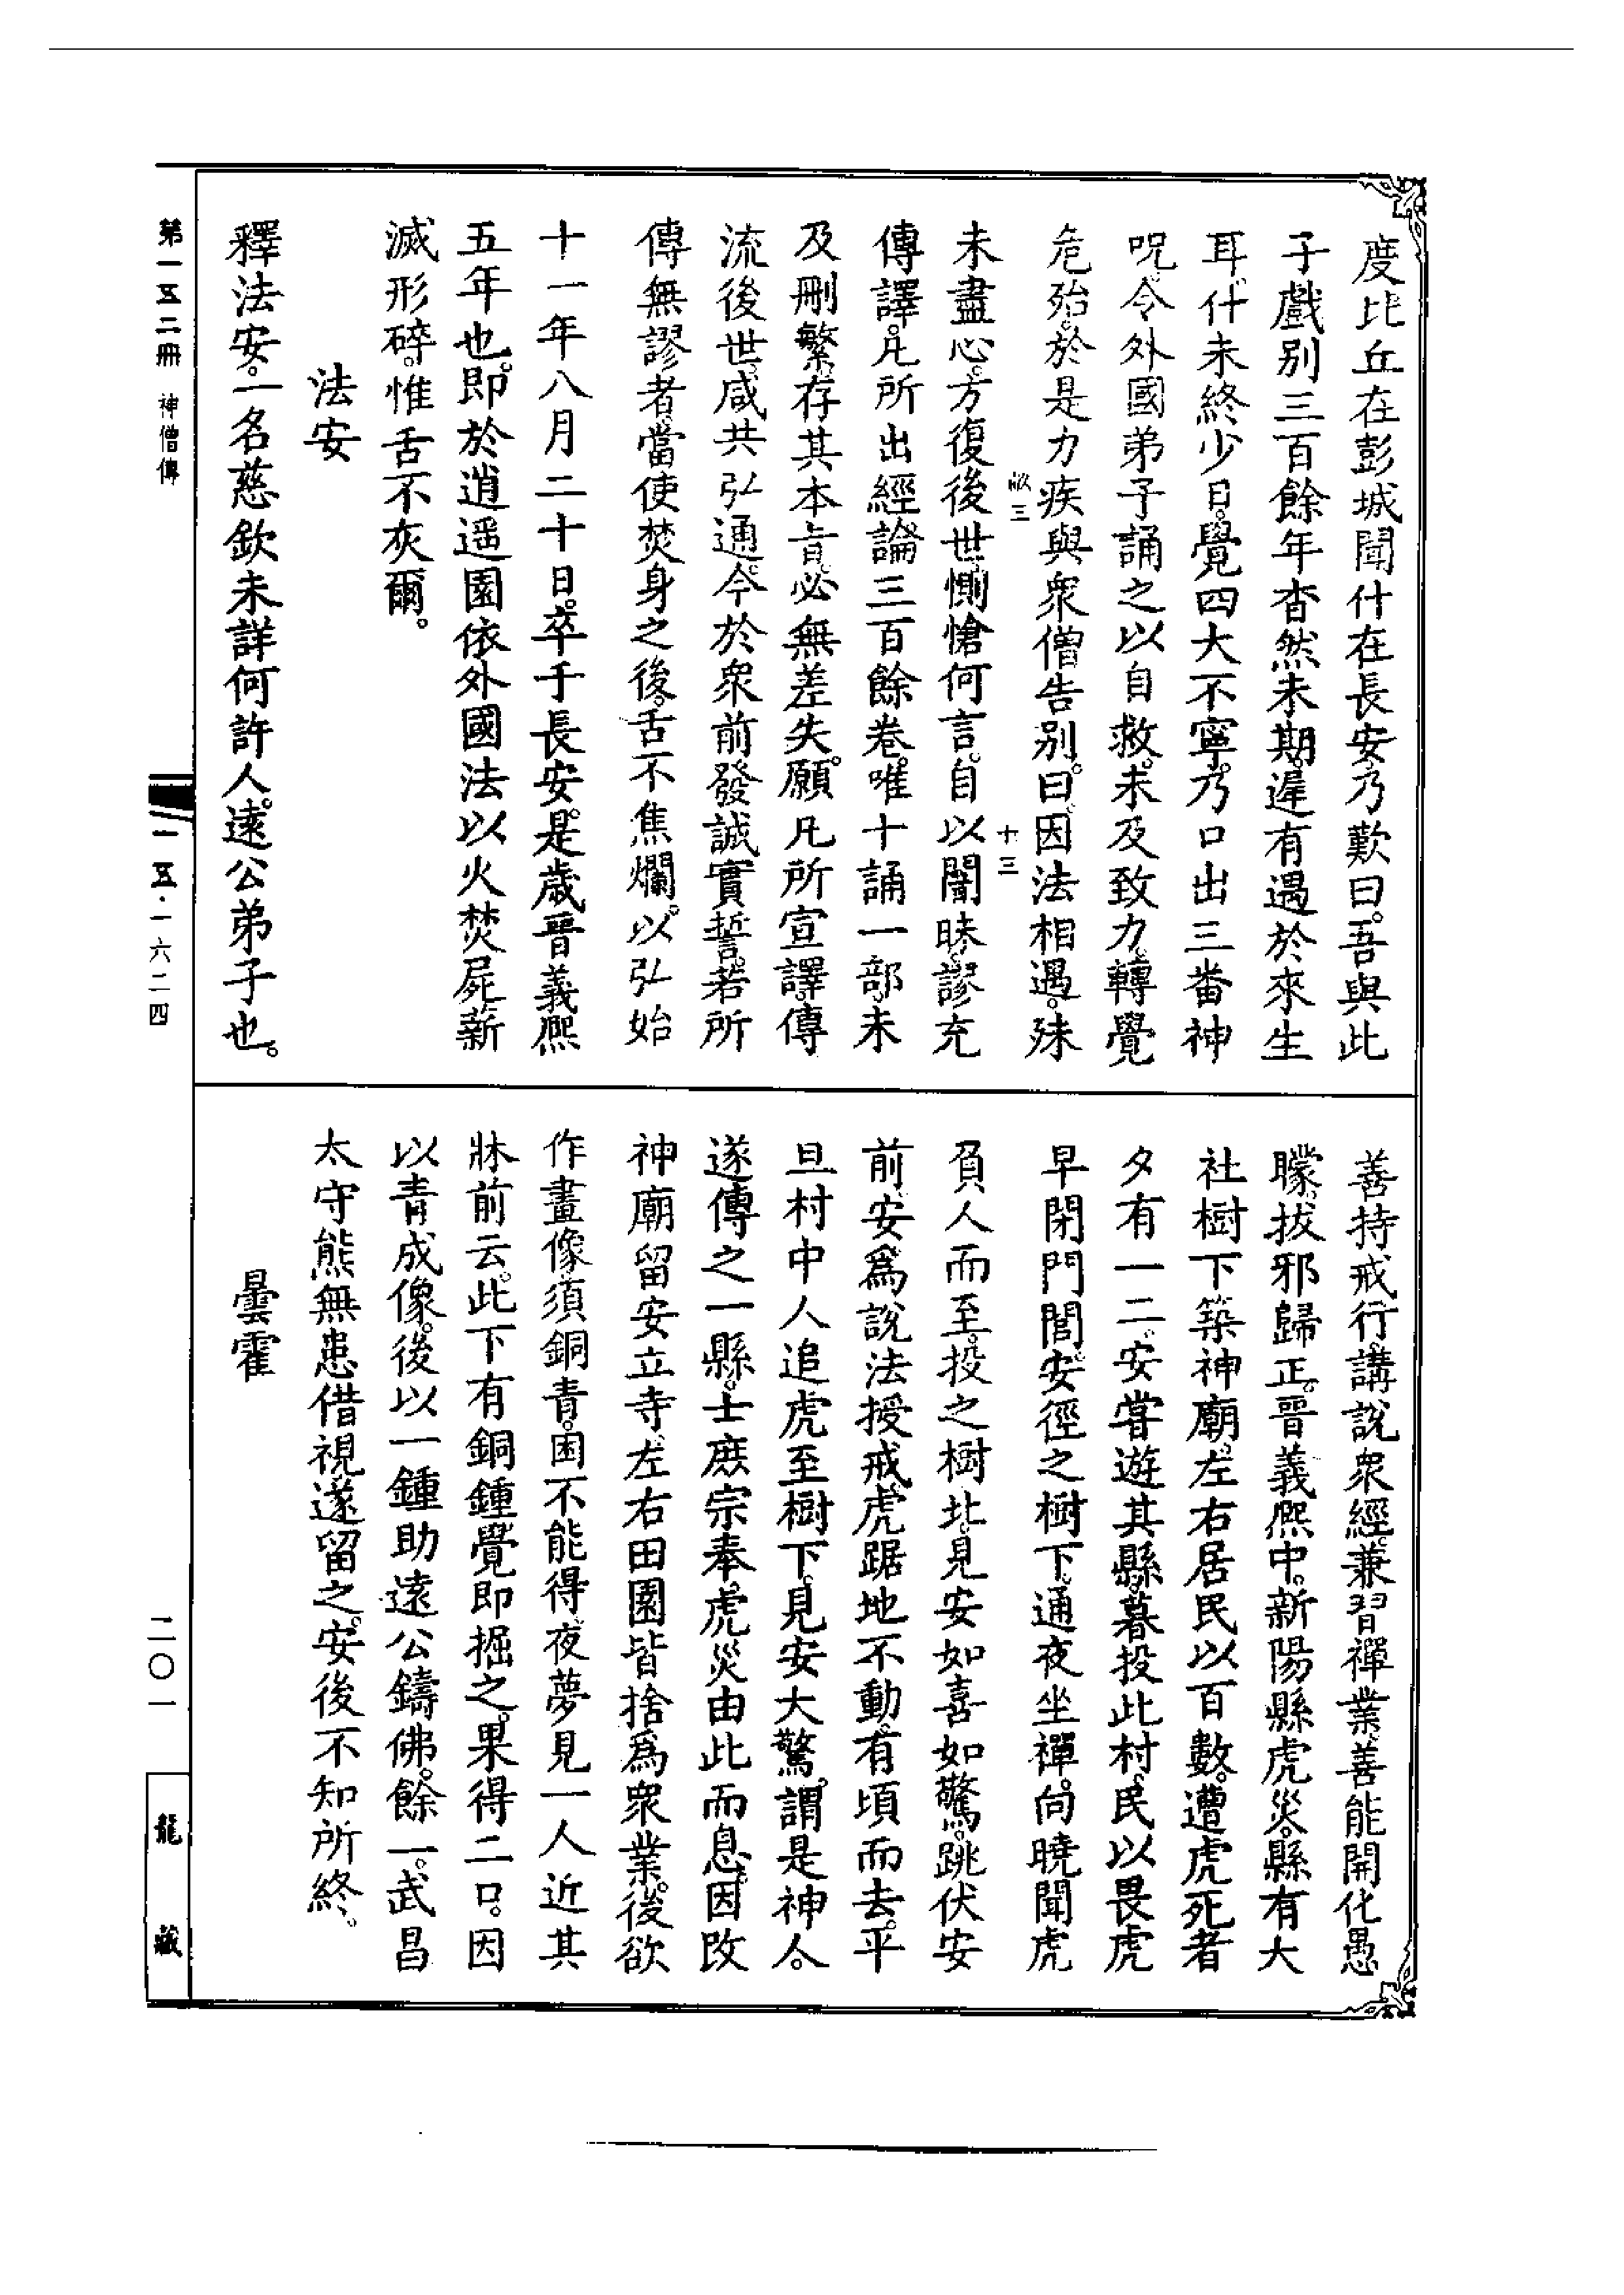 度比丘在彭城聞什在長安乃歎曰。吾與此
子戲别三百餘年杳然未期。遲有遇於來生
耳。什未終少日。覺四大不寧。乃口出三番神
呪。令外國弟子誦之以自救。未及致力。轉覺
危殆。於是力疾與衆僧告别。曰。因法相遇。殊
三
十三
未盡心。方復後世。惻愴何言。自以闇昧。謬充
傳譯。凡所出經論三百餘卷。唯十誦一部。未
及刪繁。存其本旨。必無差失。願凡所宣譯。傳
流後世。咸共弘通。今於衆前發誠實誓。若所
傳無謬者。當使焚身之後。舌不焦爛。以弘始
十一年八月二十日。卒于長安。是歲晉義熙
五年也。即於逍遥園依外國法以火焚屍薪
滅形碎。惟舌不灰爾。
法安
釋法安。一名慈欽未詳何許人。遠公弟子也。
善持戒行。講說衆經。兼習禪業。善能開化愚
矇。拔邪歸正。晉義熙中。新陽縣虎災。縣有大
社樹下築神廟。左右居民以百數。遭虎死者
夕有一二。安甞遊其縣。暮投此村。民以畏虎
早閉門閭。安徑之樹下。通夜坐禪。向曉聞虎
負人而至。投之樹北。見安如喜如驚。跳伏安
前。安爲說法授戒。虎踞地不動。有頃而去。平
旦村中人追虎至樹下。見安大驚。謂是神人。
遂傳之一縣。士庶宗奉。虎災由此而息。因改
神廟留安立寺。左右田園皆捨爲衆業。後欲
作畫像。須銅青。困不能得。夜夢見一人近其
牀前云。此下有銅鍾覺即掘之。果得二口。因
以青成像。後以一鍾助遠公鑄佛。餘一。武昌
太守熊無患借視遂留之。安後不知所終。
曇霍
第一五二冊 神僧傳
一五·一六二四
二〇一
龍藏